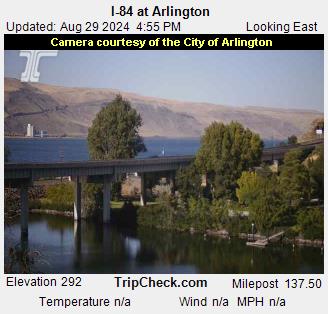 I-84 at Arlington
Updated: Aug 29 2024 4:55 PM Looking East
Camera courtesy of the City of Arlington
Elevation 292 TripCheck.com Milepost 137.50
Temperature n/a Wind n/a MPH n/a